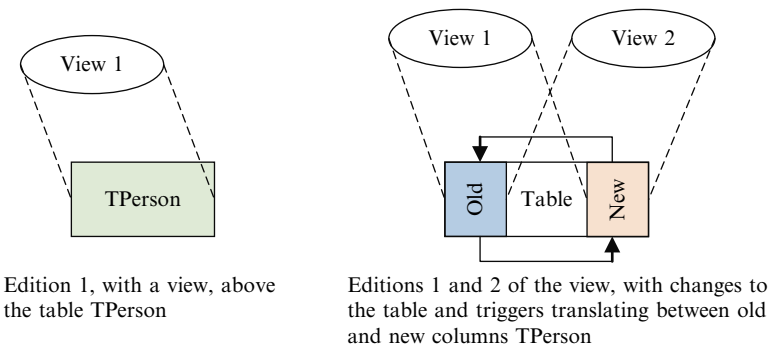 View 1
TPerson
Edition 1, with a view, above
the table TPerson
View 1
View 2
Old
Table
New
Editions 1 and 2 of the view, with changes to
the table and triggers translating between old
and new columns TPerson